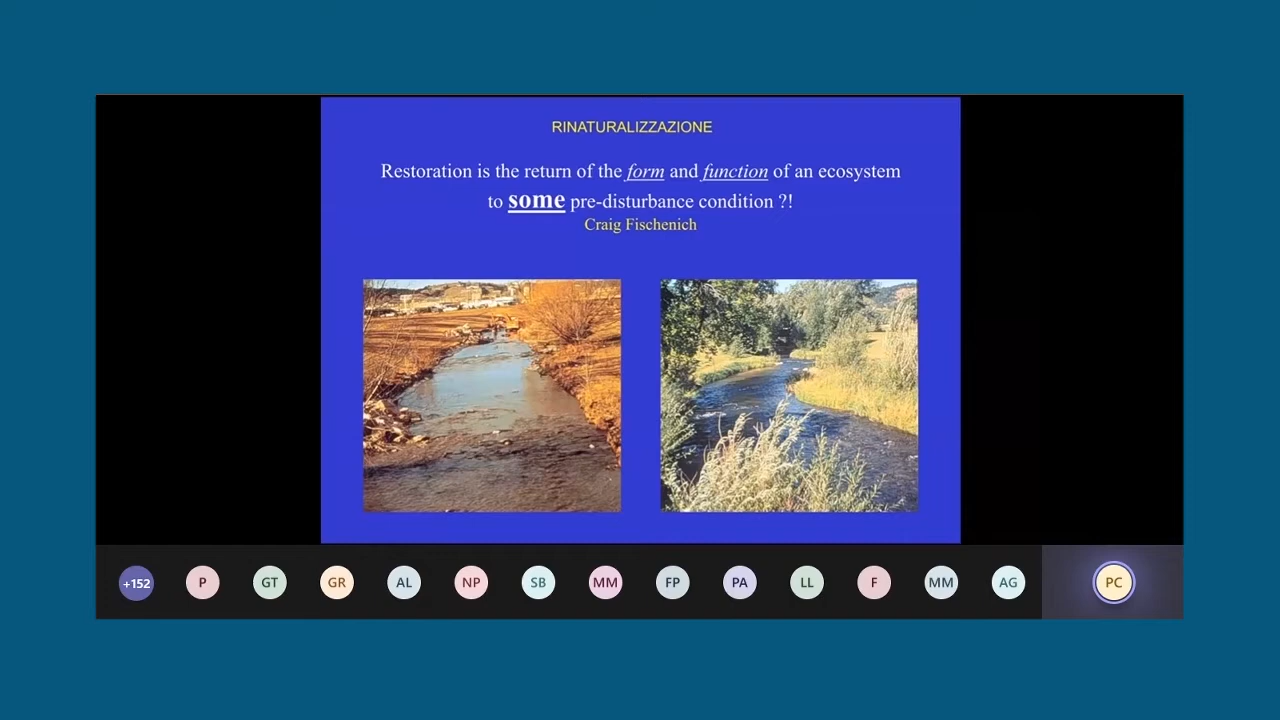 RINATURALIZZAZIONE
Restoration is the return of the form and function of an ecosystem
to some pre-disturbance condition ?!
Craig Fischenich
+152 P GT GR AL NP SB MM FP PA LL F MM AG PC